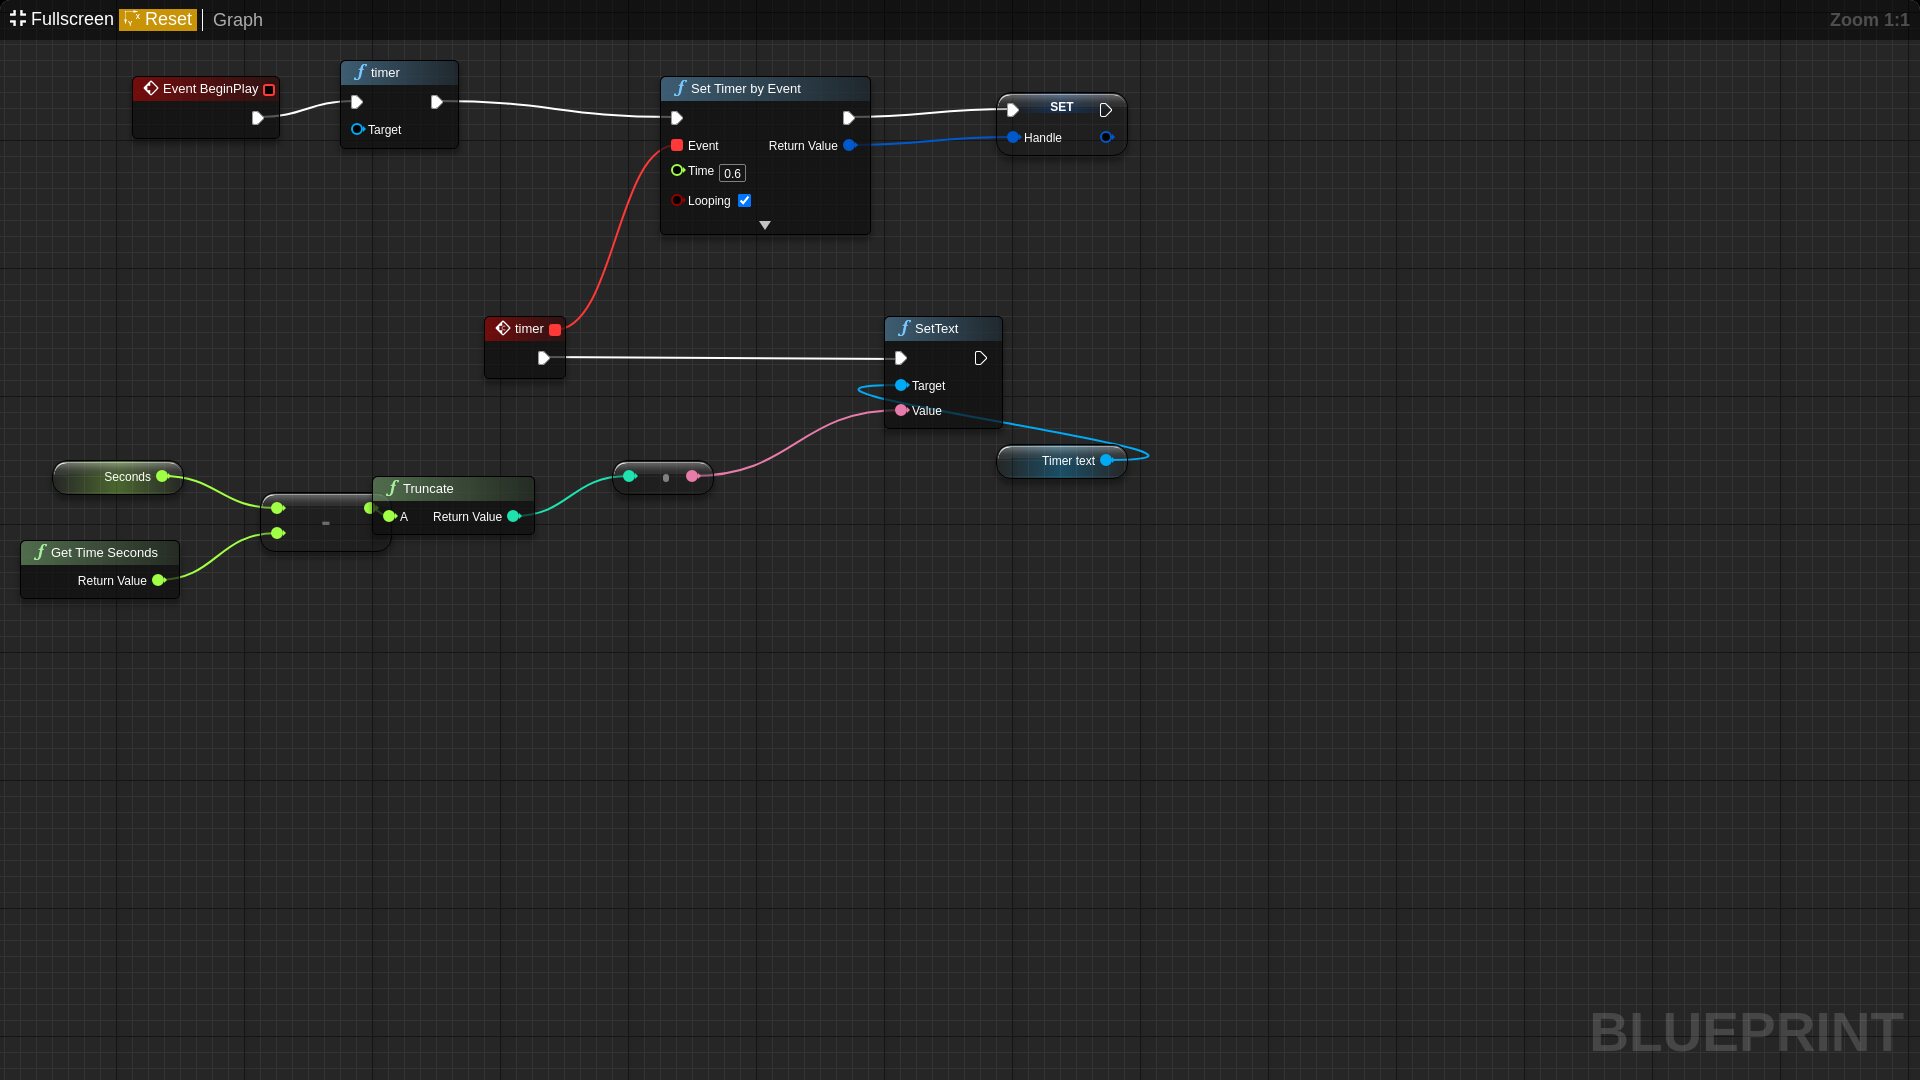 Fullscreen Reset Graph Zoom 1:1
Event BeginPlay
timer
Target
Set Timer by Event
Event Return Value
Time 0.6
Looping
SET
Handle
timer
SetText
Target
Value
Timer text
Seconds
-
Truncate
A Return Value
Get Time Seconds
Return Value
BLUEPRINT